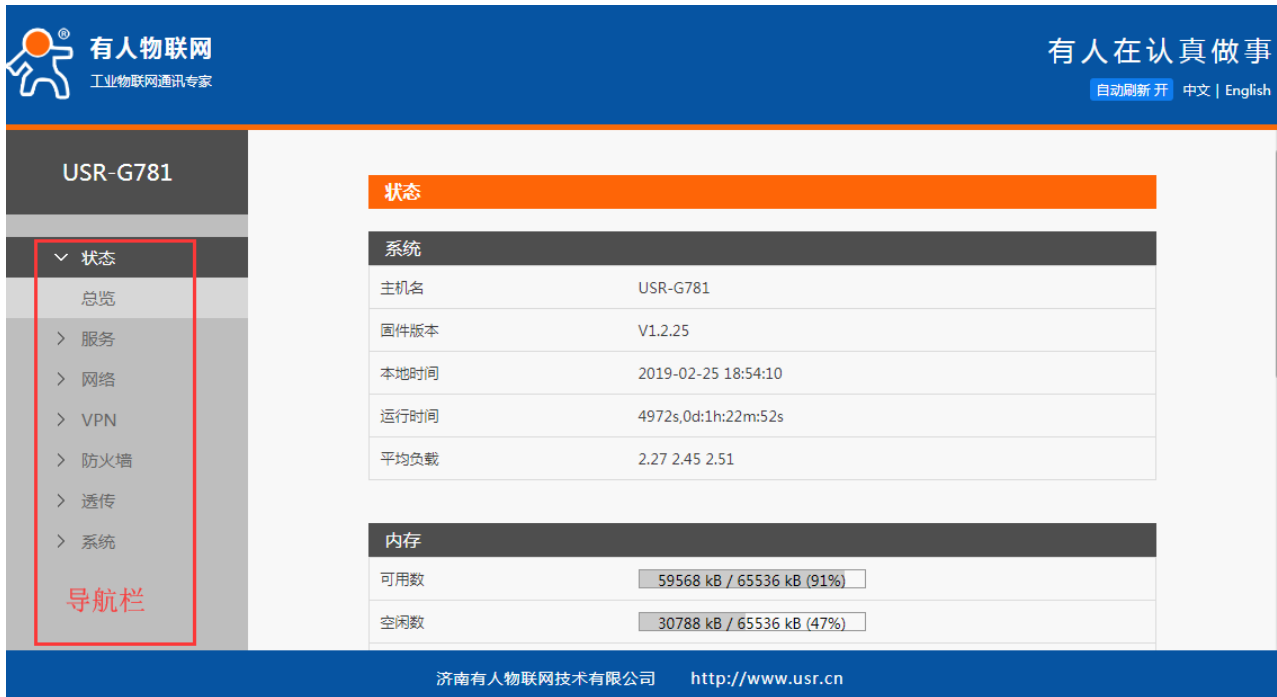 ®
有人物联网
工业物联网通讯专家
有人在认真做事
自动刷新 开 中文 | English
USR-G781
状态
总览
服务
网络
VPN
防火墙
透传
系统
导航栏
状态
系统
主机名 USR-G781
固件版本 V1.2.25
本地时间 2019-02-25 18:54:10
运行时间 4972s,0d:1h:22m:52s
平均负载 2.27 2.45 2.51
内存
可用数 59568 kB / 65536 kB (91%)
空闲数 30788 kB / 65536 kB (47%)
济南有人物联网技术有限公司 http://www.usr.cn